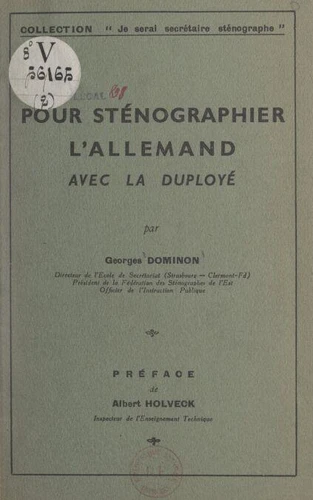 COLLECTION " Je serai secrétaire sténographe "
8° V
56165
(2)
POUR STÉNOGRAPHIER
L'ALLEMAND
AVEC LA DUPLOYÉ
par
Georges DOMINON
Directeur de l'Ecole de Secrétariat (Strasbourg — Clermont-Fd)
Président de la Fédération des Sténographes de l'Est
Officier de l'Instruction Publique
PRÉFACE
de
Albert HOLVECK
Inspecteur de l'Enseignement Technique